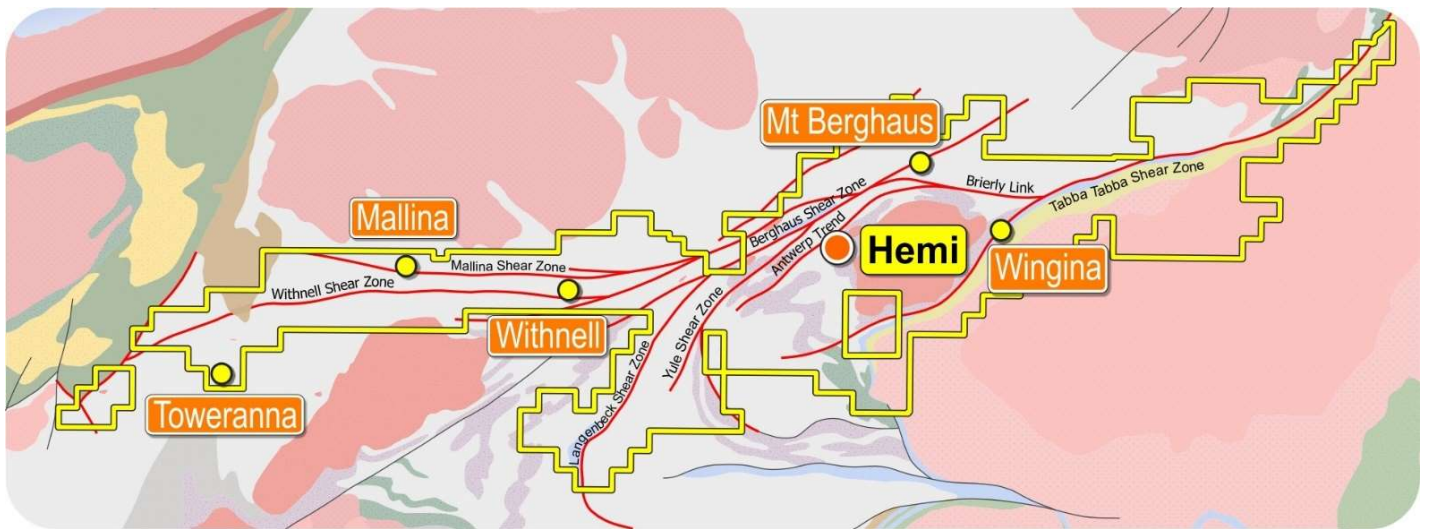 Mt Berghaus
Brierly Link
Tabba Tabba Shear Zone
Berghaus Shear Zone
Mallina
Antwerp Trend
Hemi
Wingina
Mallina Shear Zone
Withnell Shear Zone
Withnell
Yule Shear Zone
Langenbeck Shear Zone
Toweranna